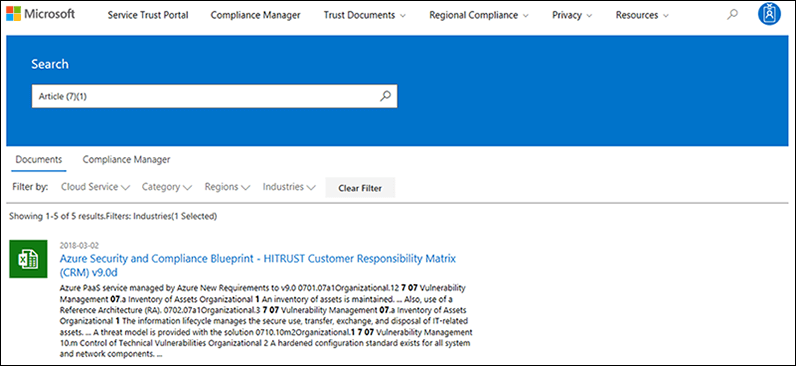 Microsoft Service Trust Portal Compliance Manager Trust Documents Regional Compliance Privacy Resources
Search
Article (7)(1)
Documents Compliance Manager
Filter by: Cloud Service Category Regions Industries Clear Filter
Showing 1-5 of 5 results.Filters: Industries(1 Selected)
2018-03-02
Azure Security and Compliance Blueprint - HITRUST Customer Responsibility Matrix
(CRM) v9.0d
Azure PaaS service managed by Azure New Requirements to v9.0 0701.07a1Organizational.12 7 07 Vulnerability
Management 07.a Inventory of Assets Organizational 1 An inventory of assets is maintained. ... Also, use of a
Reference Architecture (RA). 0702.07a1Organizational.3 7 07 Vulnerability Management 07.a Inventory of Assets
Organizational 1 The information lifecycle manages the secure use, transfer, exchange, and disposal of IT-related
assets. ... A threat model is provided with the solution 0710.10m2Organizational.1 7 07 Vulnerability Management
10.m Control of Technical Vulnerabilities Organizational 2 A hardened configuration standard exists for all system
and network components. ...